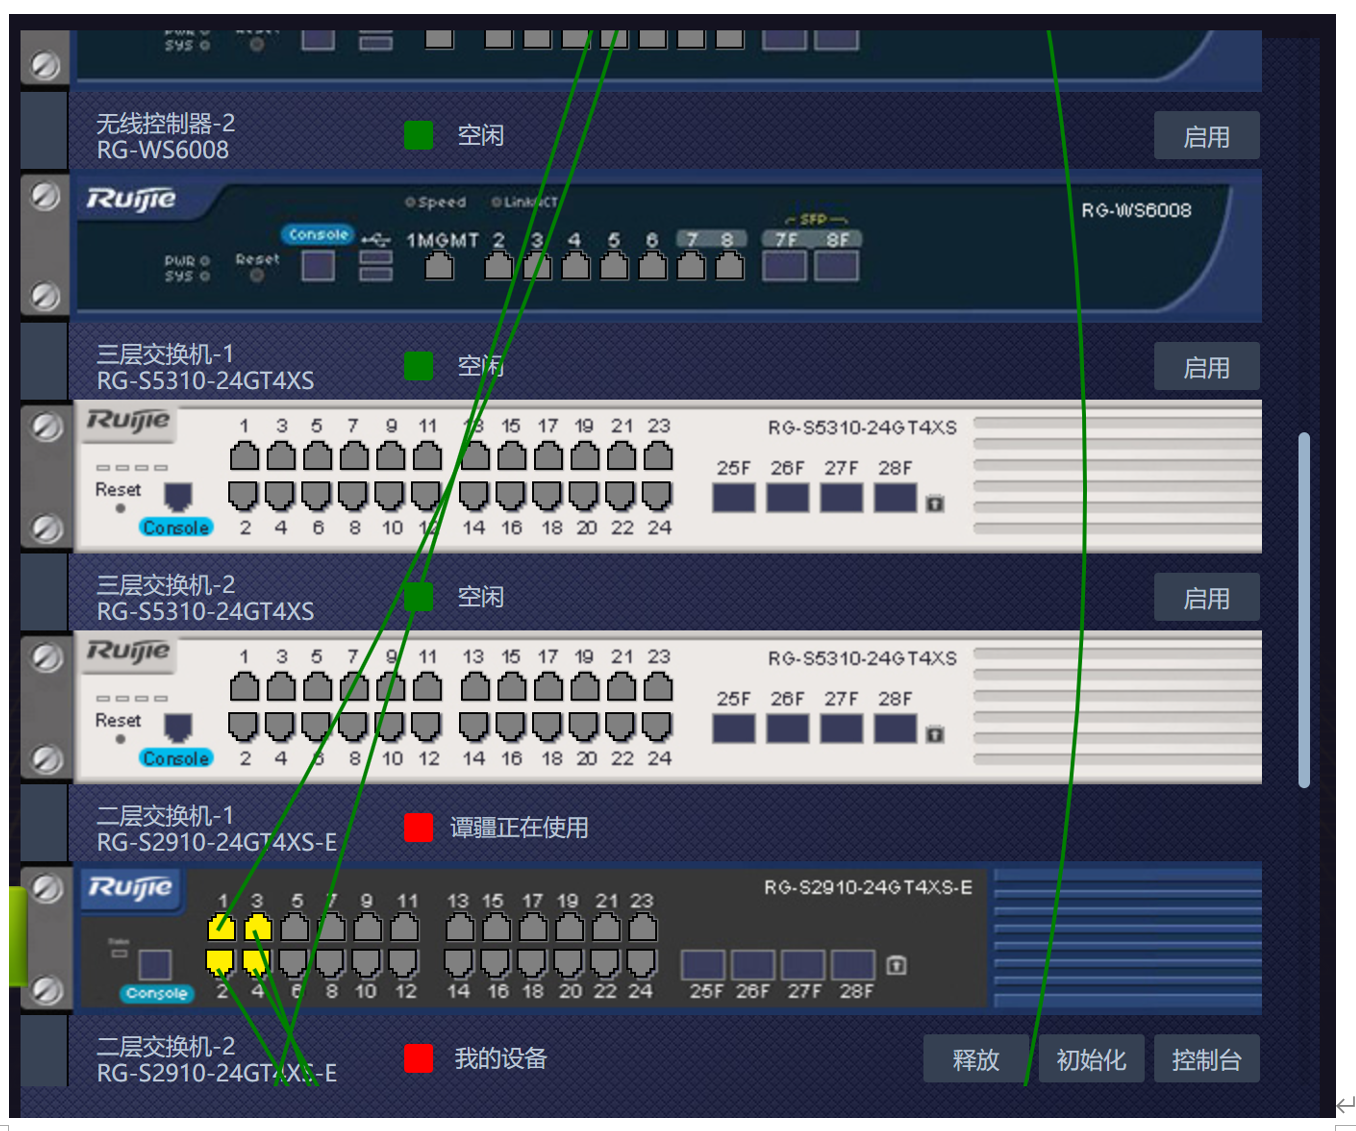 SYS
无线控制器-2
RG-WS6008
空闲
启用
Ruijie
Speed
RG-WS6008
SFP
Console
1MGMT 2 3 4 5 6 7 8 7F 8F
PWR
SYS
Reset
三层交换机-1
RG-S5310-24GT4XS
空闲
启用
Ruijie
1 3 5 7 9 11 13 15 17 19 21 23
RG-S5310-24GT4XS
25F 26F 27F 28F
Reset
Console
2 4 6 8 10 12 14 16 18 20 22 24
三层交换机-2
RG-S5310-24GT4XS
空闲
启用
Ruijie
1 3 5 7 9 11 13 15 17 19 21 23
RG-S5310-24GT4XS
25F 26F 27F 28F
Reset
Console
2 4 6 8 10 12 14 16 18 20 22 24
二层交换机-1
RG-S2910-24GT4XS-E
谭疆正在使用
Ruijie
RG-S2910-24GT4XS-E
1 3 5 7 9 11 13 15 17 19 21 23
Console
2 4 6 8 10 12 14 16 18 20 22 24 25F 26F 27F 28F
二层交换机-2
RG-S2910-24GT4XS-E
我的设备
释放
初始化
控制台